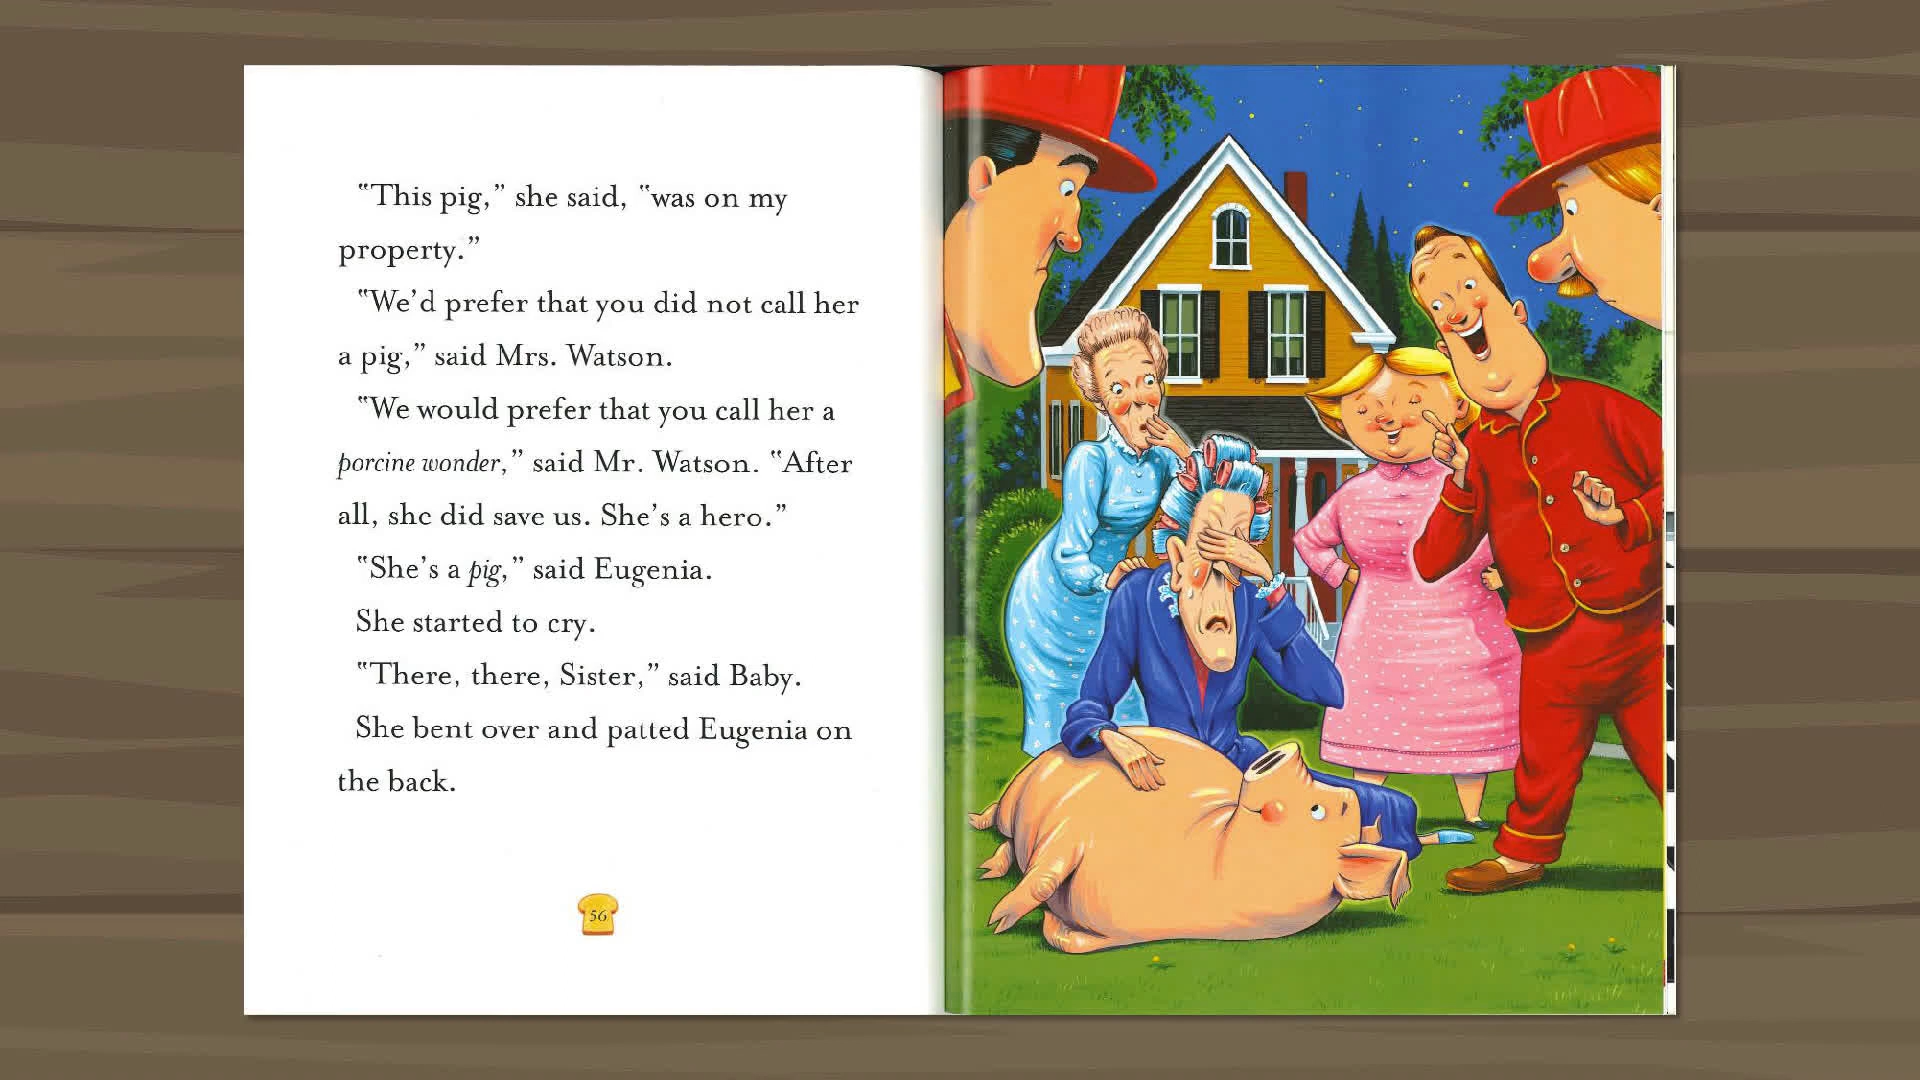 "This pig," she said, "was on my
property."
"We'd prefer that you did not call her
a pig," said Mrs. Watson.
"We would prefer that you call her a
porcine wonder," said Mr. Watson. "After
all, she did save us. She's a hero."
"She's a pig," said Eugenia.
She started to cry.
"There, there, Sister," said Baby.
She bent over and patted Eugenia on
the back.
56